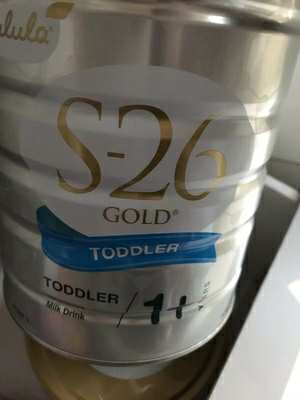 S-26
GOLD®
TODDLER
TODDLER
Milk Drink
1+